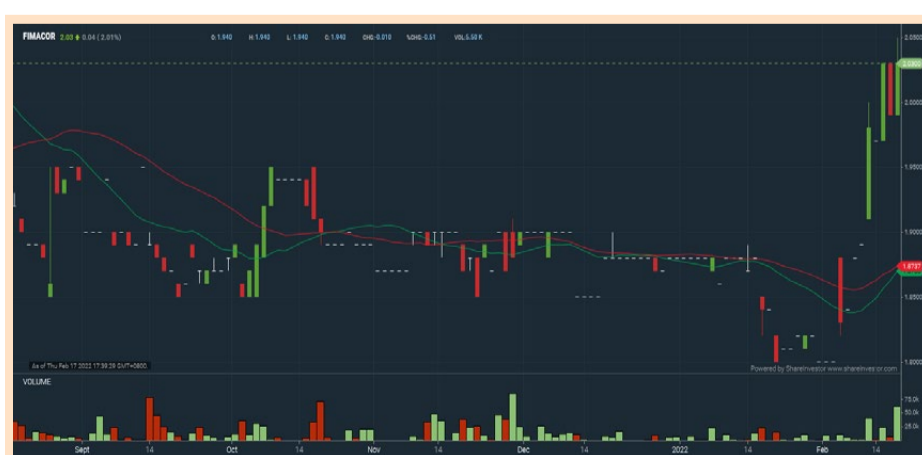 FIMACOR 2.03 0.04 ( 2.01%) O:1.940 H:1.940 L: 1.940 C:1.940 CHG:-0.010 %CHG:-0.51 VOL:5.50 K
2.0500
2.0300
2.0000
1.9500
1.9000
1.8737
1.8500
1.8000
As of Thu Feb 17 2022 17:36:28 GMT+0800
Powered by ShareInvestor www.shareinvestor.com
VOLUME
75.0k
50.0k
25.0k
Sept 14 Oct 14 Nov 14 Dec 14 2022 14 Feb 14